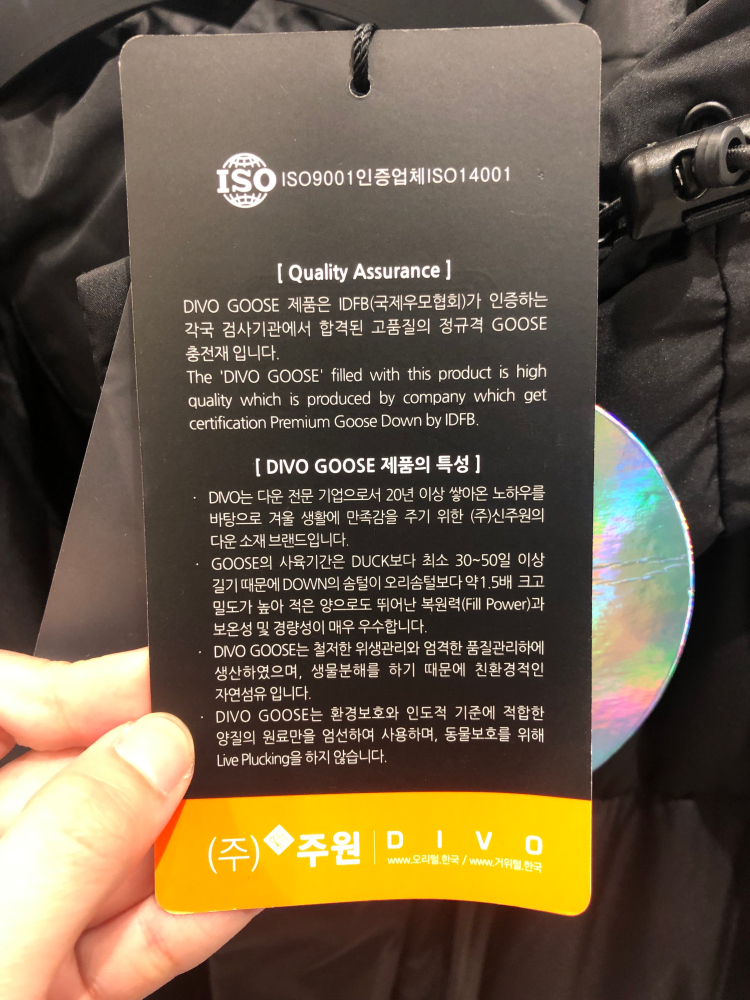 ISO ISO9001인증업체ISO14001
[ Quality Assurance ]
DIVO GOOSE 제품은 IDFB(국제우모협회)가 인증하는
각국 검사기관에서 합격된 고품질의 정규격 GOOSE
충전재 입니다.
The 'DIVO GOOSE' filled with this product is high
quality which is produced by company which get
certification Premium Goose Down by IDFB.
[ DIVO GOOSE 제품의 특성 ]
· DIVO는 다운 전문 기업으로서 20년 이상 쌓아온 노하우를
바탕으로 겨울 생활에 만족감을 주기 위한 (주)신주원의
다운 소재 브랜드입니다.
· GOOSE의 사육기간은 DUCK보다 최소 30~50일 이상
길기 때문에 DOWN의 솜털이 오리솜털보다 약1.5배 크고
밀도가 높아 적은 양으로도 뛰어난 복원력(Fill Power)과
보온성 및 경량성이 매우 우수합니다.
· DIVO GOOSE는 철저한 위생관리와 엄격한 품질관리하에
생산하였으며, 생물분해를 하기 때문에 친환경적인
자연섬유 입니다.
· DIVO GOOSE는 환경보호와 인도적 기준에 적합한
양질의 원료만을 엄선하여 사용하며, 동물보호를 위해
Live Plucking을 하지 않습니다.
(주) 주원 DIVO
www.오리털.한국 / www.거위털.한국